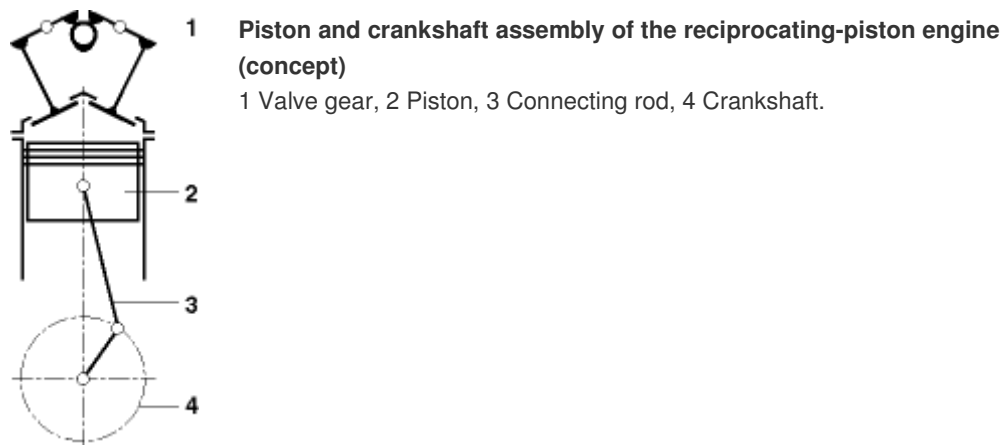 1
Piston and crankshaft assembly of the reciprocating-piston engine
(concept)
1 Valve gear, 2 Piston, 3 Connecting rod, 4 Crankshaft.
2
3
4